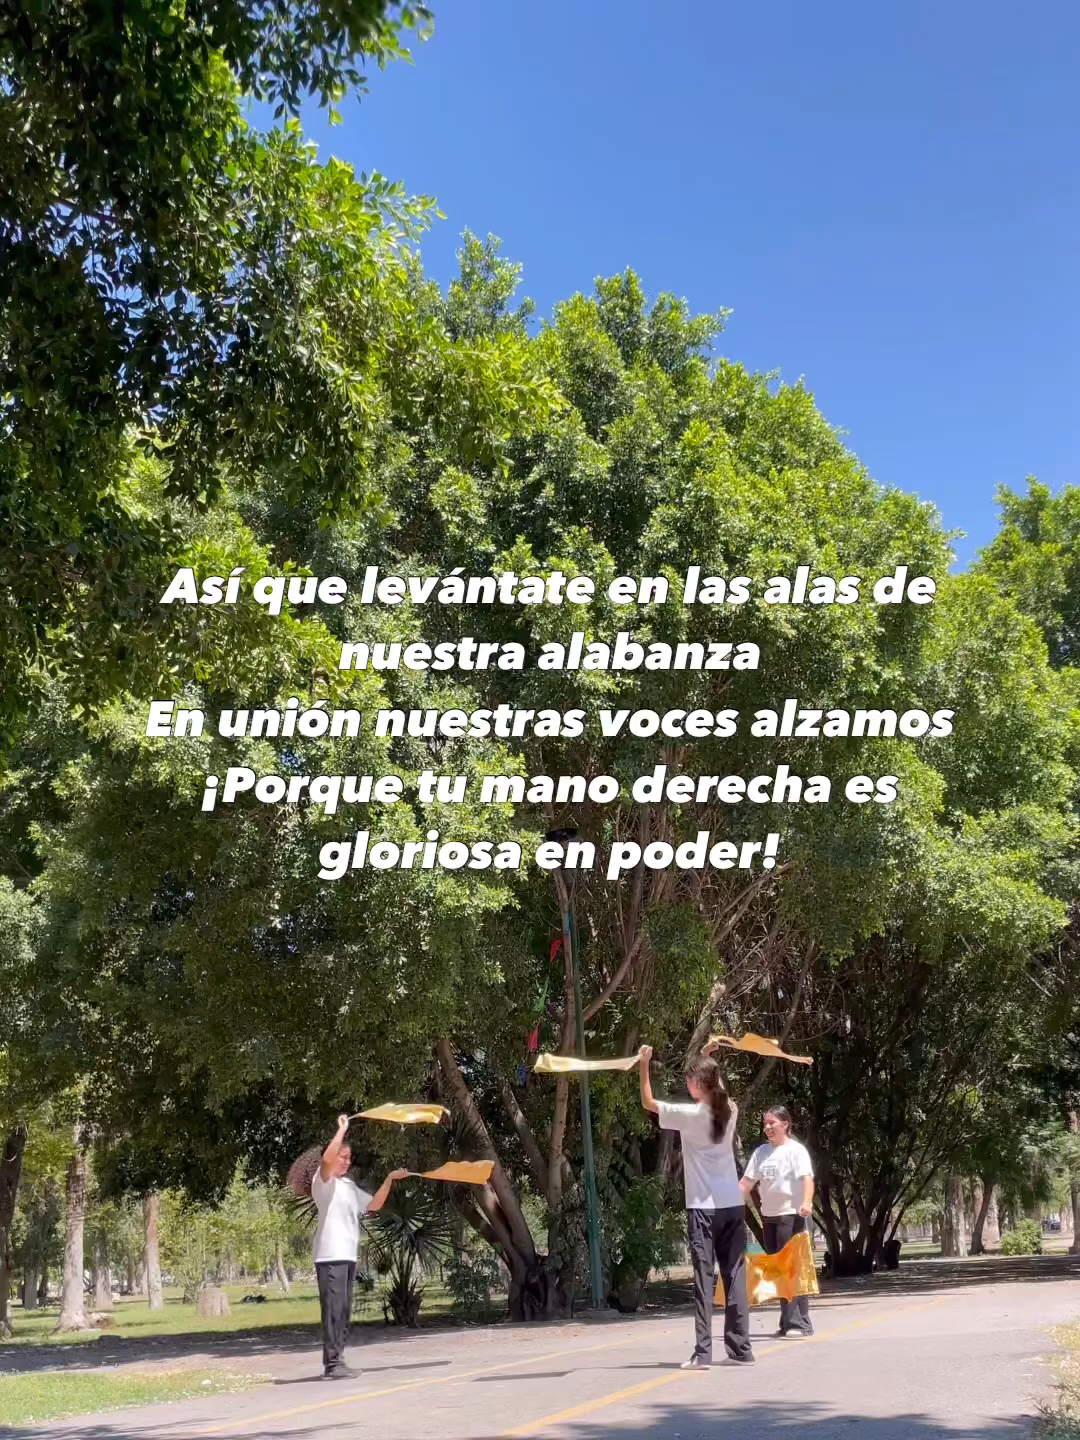 Así que levántate en las alas de
nuestra alabanza
En unión nuestras voces alzamos
¡Porque tu mano derecha es
gloriosa en poder!